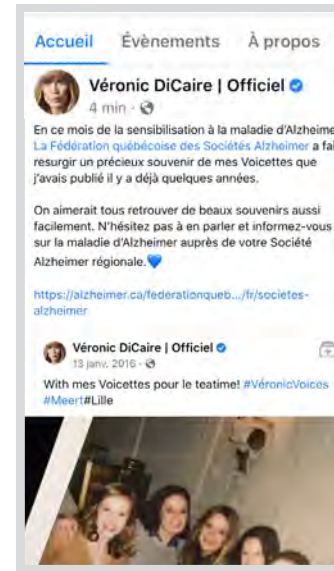 Accueil Évènements À propos
Véronic DiCaire | Officiel
4 min ·
En ce mois de la sensibilisation à la maladie d'Alzheime
La Fédération québécoise des Sociétés Alzheimer a fai
resurgir un précieux souvenir de mes Voicettes que
j'avais publié il y a déjà quelques années.
On aimerait tous retrouver de beaux souvenirs aussi
facilement. N'hésitez pas à en parler et informez-vous
sur la maladie d'Alzheimer auprès de votre Société
Alzheimer régionale.💙
https://alzheimer.ca/federationqueb.../fr/societes-
alzheimer
Véronic DiCaire | Officiel
13 janv. 2016 ·
With mes Voicettes pour le teatime! #VéronicVoices
#Meert#Lille